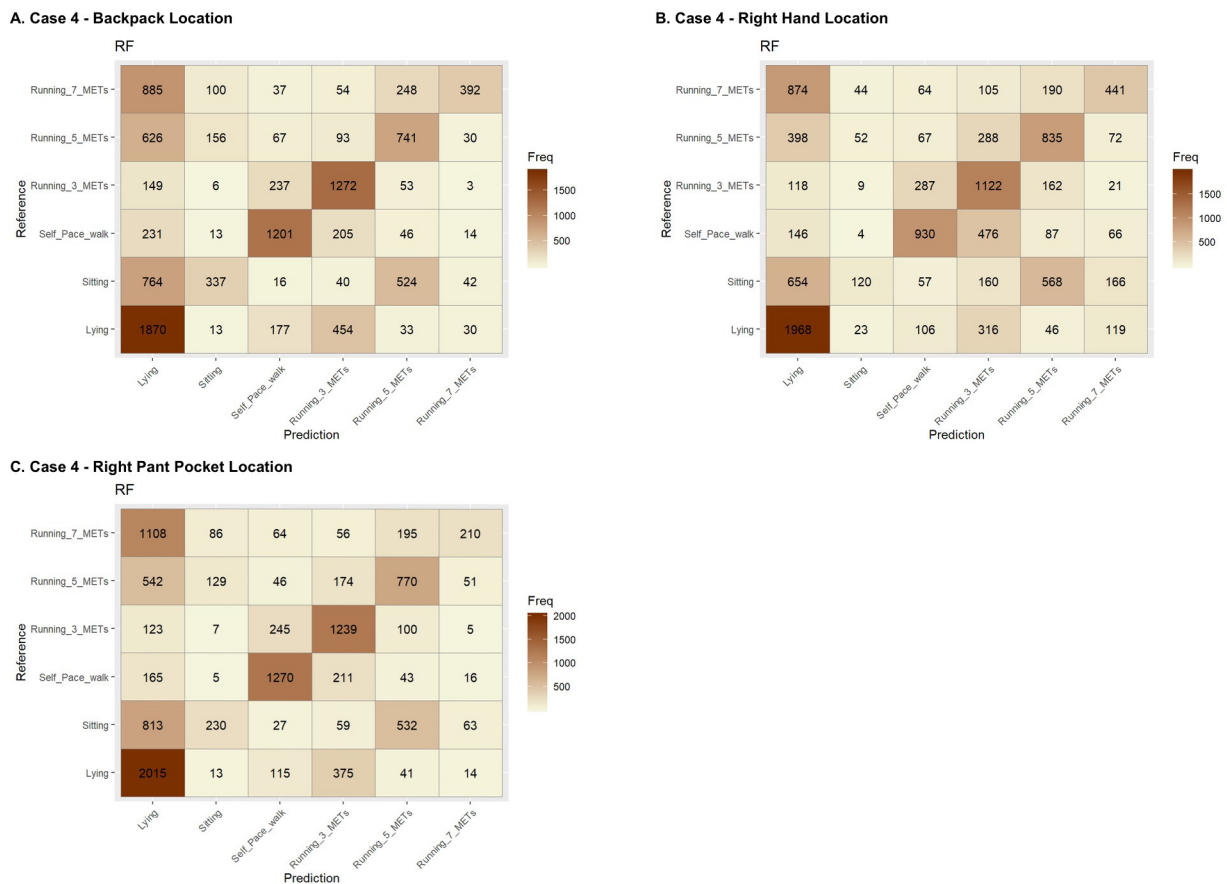 A. Case 4 - Backpack Location
RF
Running_7_METs 885 100 37 54 248 392
Running_5_METs 626 156 67 93 741 30
Running_3_METs 149 6 237 1272 53 3
Self_Pace_walk 231 13 1201 205 46 14
Sitting 764 337 16 40 524 42
Lying 1870 13 177 454 33 30
Reference
Lying Sitting Self_Pace_walk Running_3_METs Running_5_METs Running_7_METs
Prediction
Freq
1500
1000
500
B. Case 4 - Right Hand Location
RF
Running_7_METs 874 44 64 105 190 441
Running_5_METs 398 52 67 288 835 72
Running_3_METs 118 9 287 1122 162 21
Self_Pace_walk 146 4 930 476 87 66
Sitting 654 120 57 160 568 166
Lying 1968 23 106 316 46 119
Reference
Lying Sitting Self_Pace_walk Running_3_METs Running_5_METs Running_7_METs
Prediction
Freq
1500
1000
500
C. Case 4 - Right Pant Pocket Location
RF
Running_7_METs 1108 86 64 56 195 210
Running_5_METs 542 129 46 174 770 51
Running_3_METs 123 7 245 1239 100 5
Self_Pace_walk 165 5 1270 211 43 16
Sitting 813 230 27 59 532 63
Lying 2015 13 115 375 41 14
Reference
Lying Sitting Self_Pace_walk Running_3_METs Running_5_METs Running_7_METs
Prediction
Freq
2000
1500
1000
500